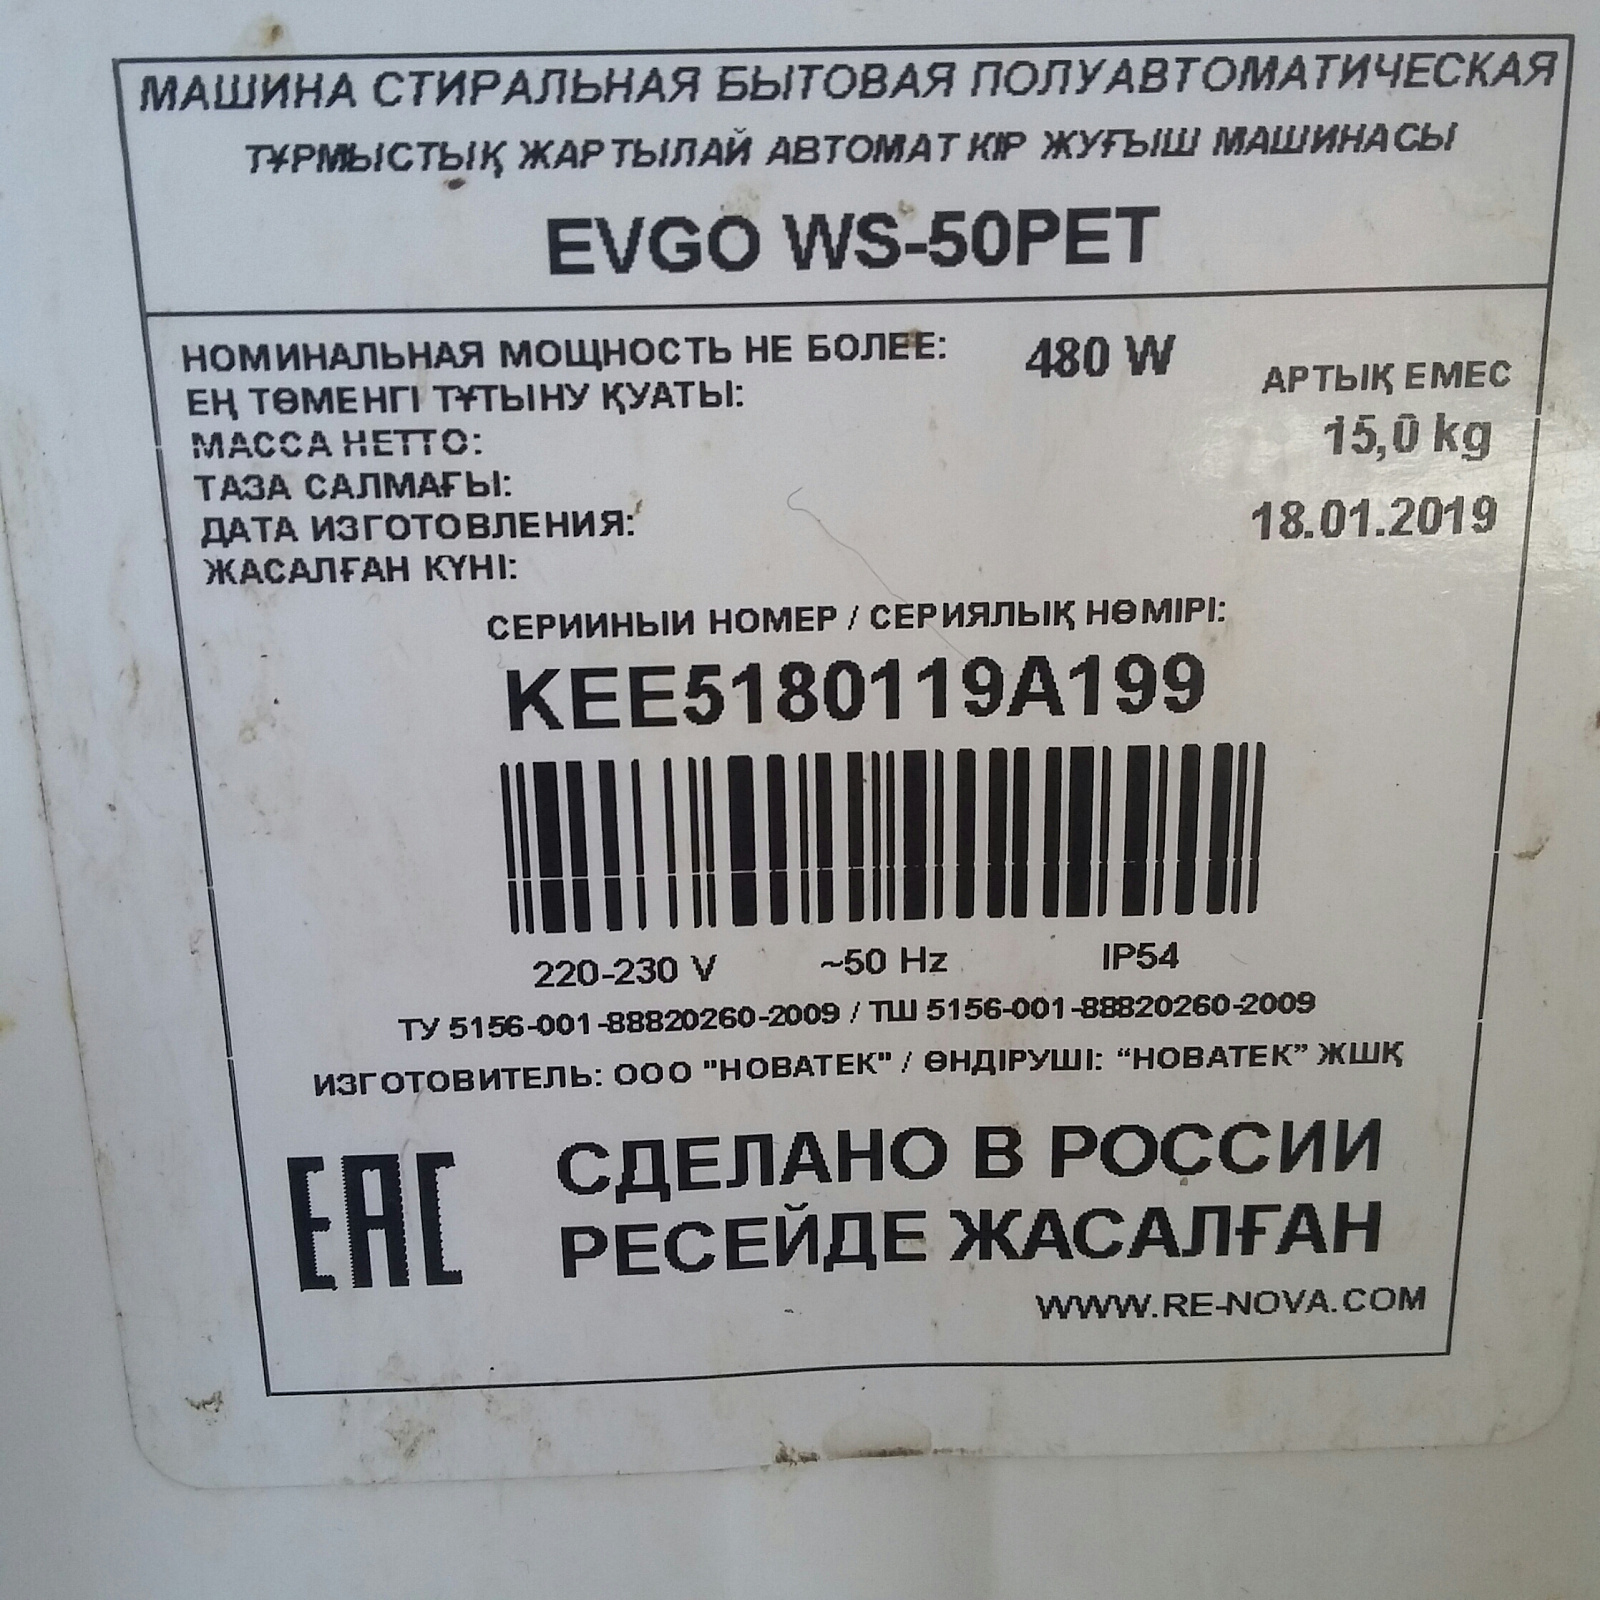 МАШИНА СТИРАЛЬНАЯ БЫТОВАЯ ПОЛУАВТОМАТИЧЕСКАЯ
ТҰРМЫСТЫҚ ЖАРТЫЛАЙ АВТОМАТ КІР ЖУҒЫШ МАШИНАСЫ
EVGO WS-50PET
НОМИНАЛЬНАЯ МОЩНОСТЬ НЕ БОЛЕЕ: 480 W
ЕҢ ТӨМЕНГІ ТҰТЫНУ ҚУАТЫ: АРТЫҚ ЕМЕС
МАССА НЕТТО: 15,0 kg
ТАЗА САЛМАҒЫ:
ДАТА ИЗГОТОВЛЕНИЯ: 18.01.2019
ЖАСАЛҒАН КҮНІ:
СЕРИИНЫИ НОМЕР / СЕРИЯЛЫҚ НӨМІРІ:
KEE5180119A199
220-230 V ~50 Hz IP54
ТУ 5156-001-88820260-2009 / ТШ 5156-001-88820260-2009
ИЗГОТОВИТЕЛЬ: ООО "НОВАТЕК" / ӨНДІРУШІ: “НОВАТЕК” ЖШҚ
EAC
СДЕЛАНО В РОССИИ
РЕСЕЙДЕ ЖАСАЛҒАН
WWW.RE-NOVA.COM